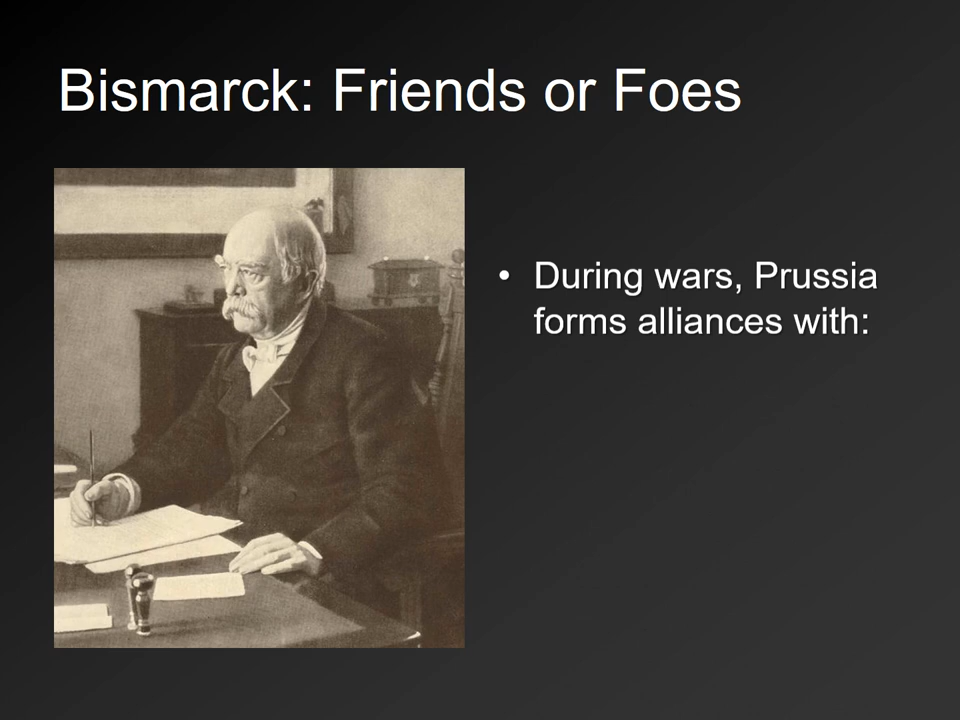 Bismarck: Friends or Foes
• During wars, Prussia
forms alliances with: